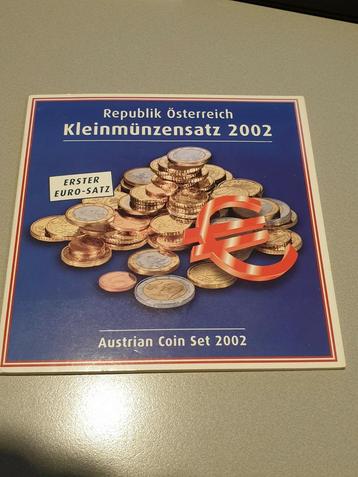 Republik Österreich
Kleinmünzensatz 2002
ERSTER
EURO-SATZ
Austrian Coin Set 2002